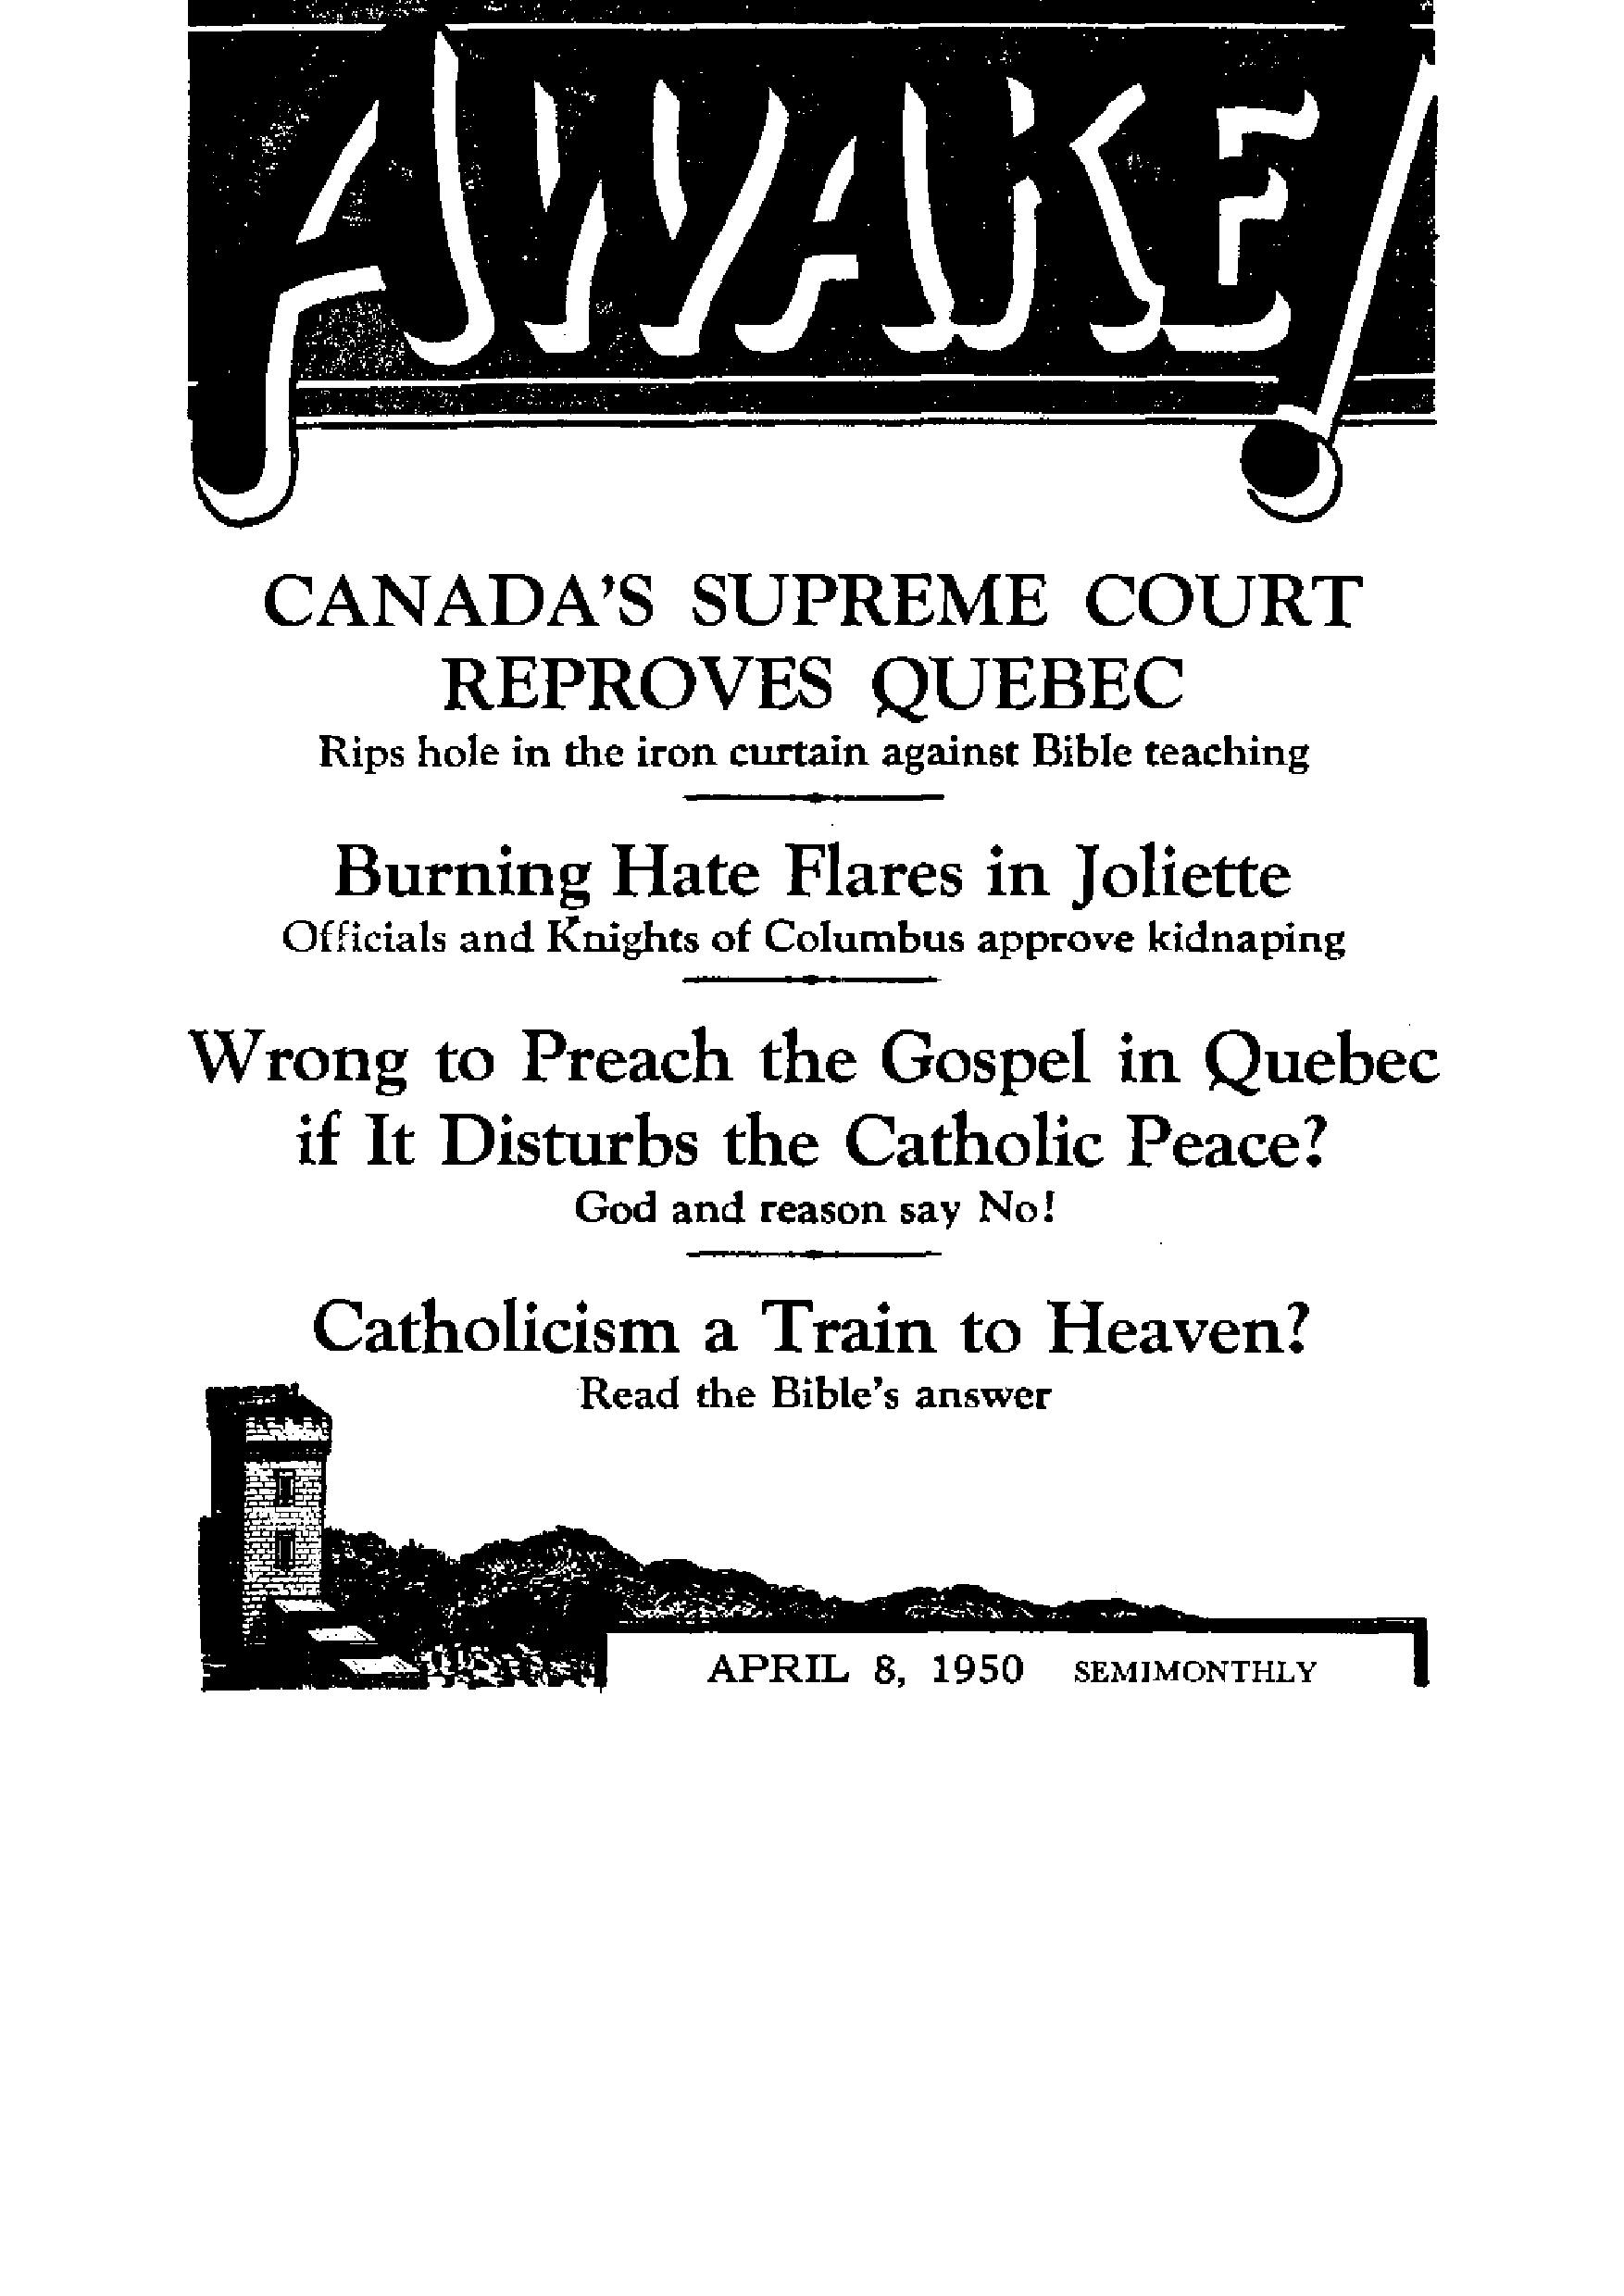 AWAKE!
CANADA'S SUPREME COURT
REPROVES QUEBEC
Rips hole in the iron curtain against Bible teaching
Burning Hate Flares in Joliette
Officials and Knights of Columbus approve kidnaping
Wrong to Preach the Gospel in Quebec
if It Disturbs the Catholic Peace?
God and reason say No!
Catholicism a Train to Heaven?
Read the Bible's answer
APRIL 8, 1950 SEMIMONTHLY